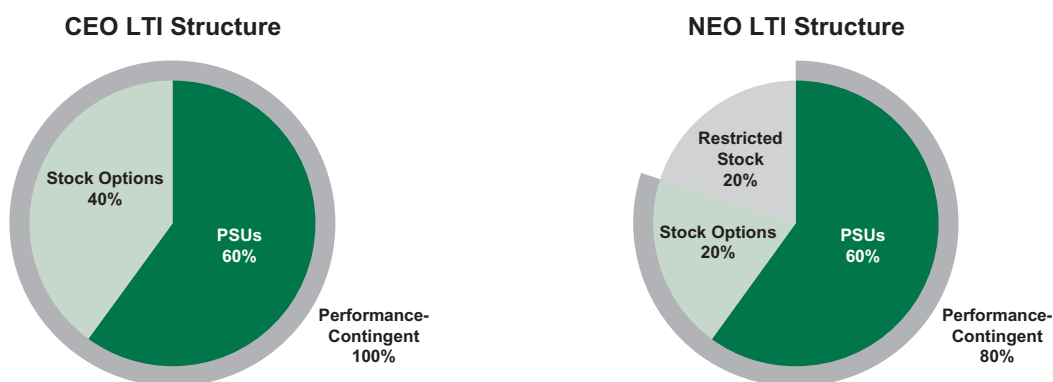 CEO LTI Structure
Stock Options
40%
PSUs
60%
Performance-
Contingent
100%
NEO LTI Structure
Restricted
Stock
20%
Stock Options
20%
PSUs
60%
Performance-
Contingent
80%